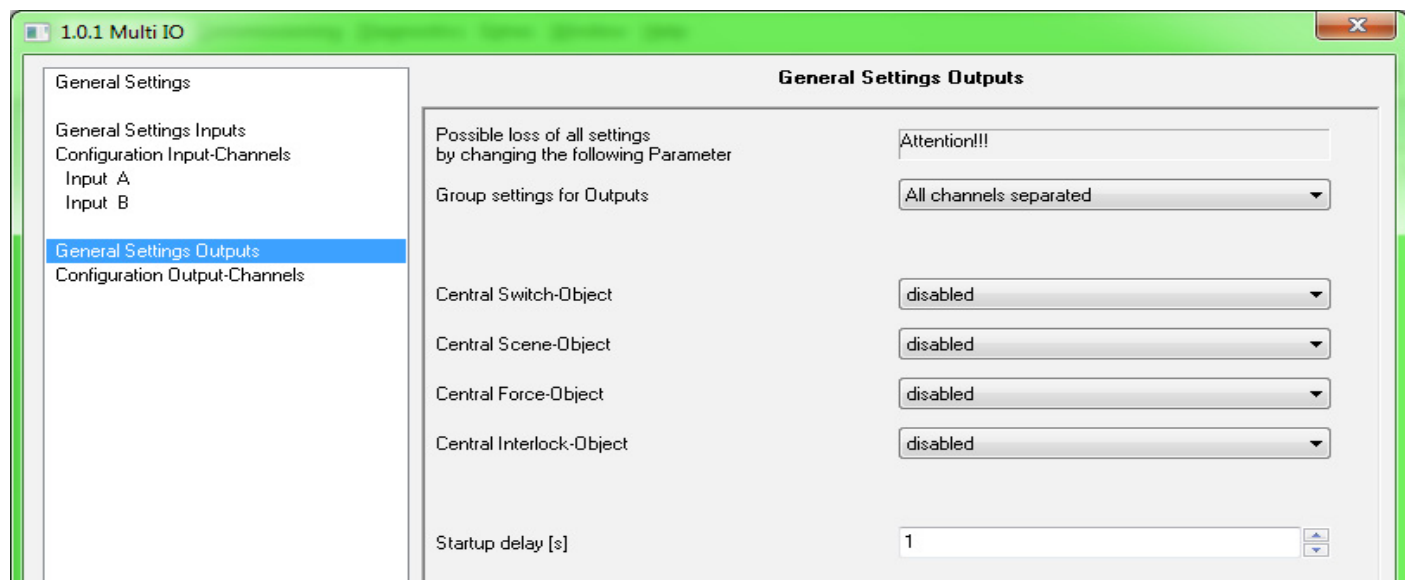 1.0.1 Multi IO
General Settings
General Settings Inputs
Configuration Input-Channels
Input A
Input B
General Settings Outputs
Configuration Output-Channels
General Settings Outputs
Possible loss of all settings
by changing the following Parameter
Attention!!!
Group settings for Outputs
All channels separated
Central Switch-Object
disabled
Central Scene-Object
disabled
Central Force-Object
disabled
Central Interlock-Object
disabled
Startup delay [s]
1